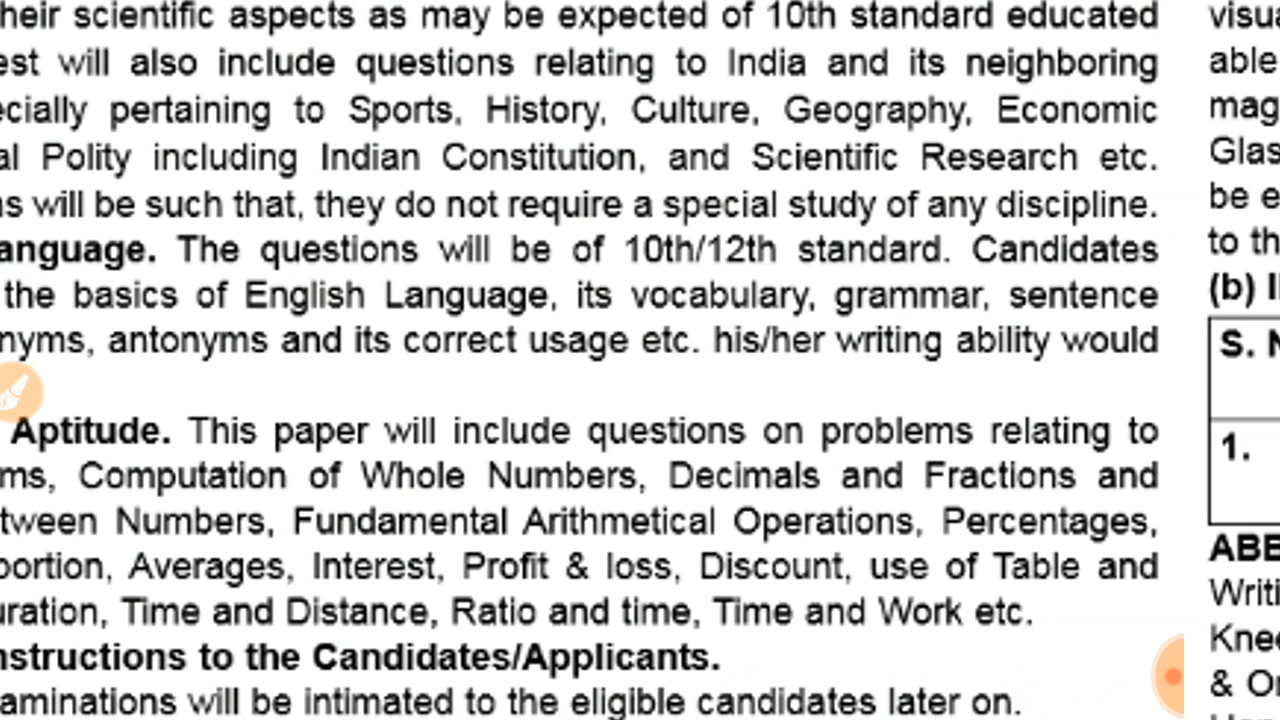 their scientific aspects as may be expected of 10th standard educated
will also include questions relating to India and its neighboring
pertaining to Sports, History, Culture, Geography, Economic
Polity including Indian Constitution, and Scientific Research etc.
will be such that, they do not require a special study of any discipline.
anguage. The questions will be of 10th/12th standard. Candidates
the basics of English Language, its vocabulary, grammar, sentence
nyms, antonyms and its correct usage etc. his/her writing ability would
Aptitude. This paper will include questions on problems relating to
ms, Computation of Whole Numbers, Decimals and Fractions and
tween Numbers, Fundamental Arithmetical Operations, Percentages,
portion, Averages, Interest, Profit & loss, Discount, use of Table and
uration, Time and Distance, Ratio and time, Time and Work etc.
nstructions to the Candidates/Applicants.
aminations will be intimated to the eligible candidates later on.
visua
able
mag
Glas
be e
to th
(b) I
S. N
1.
ABE
Writi
Knee
& Or